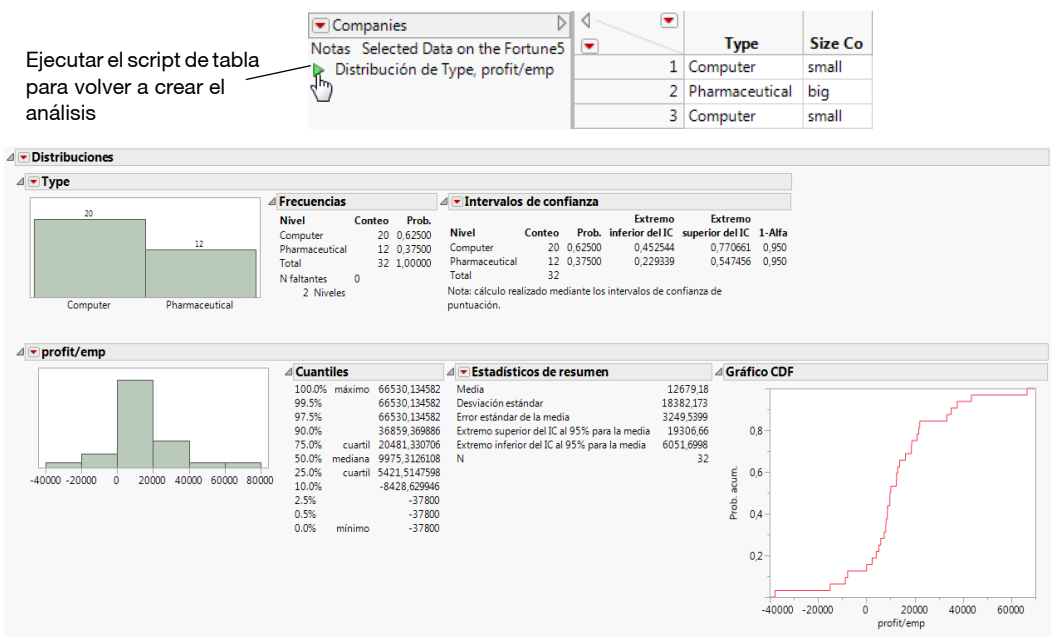 Ejecutar el script de tabla
para volver a crear el
análisis
Companies
Notas Selected Data on the Fortune5
Distribución de Type, profit/emp
Type Size Co
1 Computer small
2 Pharmaceutical big
3 Computer small
Distribuciones
Type
20
12
Computer Pharmaceutical
Frecuencias
Nivel Conteo Prob.
Computer 20 0,62500
Pharmaceutical 12 0,37500
Total 32 1,00000
N faltantes 0
2 Niveles
Intervalos de confianza
Extremo Extremo
Nivel Conteo Prob. inferior del IC superior del IC 1-Alfa
Computer 20 0,62500 0,452544 0,770661 0,950
Pharmaceutical 12 0,37500 0,229339 0,547456 0,950
Total 32
Nota: cálculo realizado mediante los intervalos de confianza de
puntuación.
profit/emp
-40000 -20000 0 20000 40000 60000 80000
Cuantiles
100.0% máximo 66530,134582
99.5% 66530,134582
97.5% 66530,134582
90.0% 36859,369886
75.0% cuartil 20481,330706
50.0% mediana 9975,3126108
25.0% cuartil 5421,5147598
10.0% -8428,629946
2.5% -37800
0.5% -37800
0.0% mínimo -37800
Estadísticos de resumen
Media 12679,18
Desviación estándar 18382,173
Error estándar de la media 3249,5399
Extremo superior del IC al 95% para la media 19306,66
Extremo inferior del IC al 95% para la media 6051,6998
N 32
Gráfico CDF
Prob. acum.
0,8
0,6
0,4
0,2
-40000 -20000 0 20000 40000 60000
profit/emp